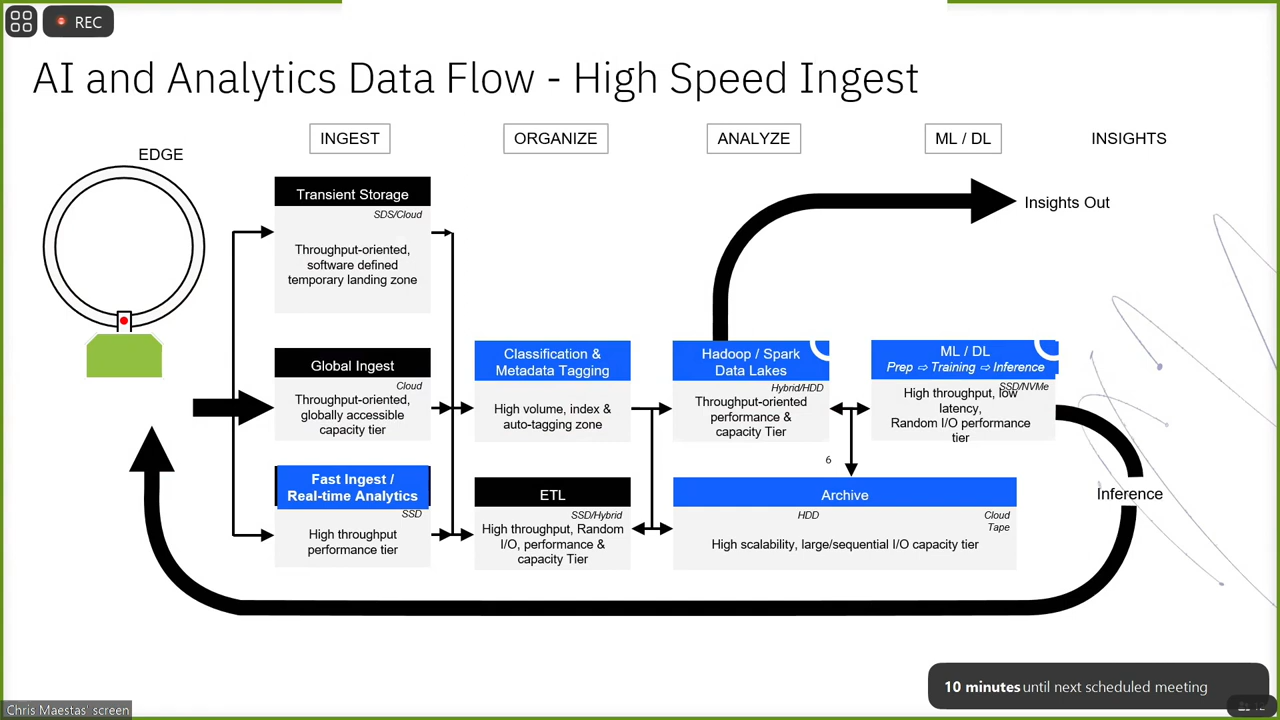 REC
AI and Analytics Data Flow - High Speed Ingest
INGEST
ORGANIZE
ANALYZE
ML / DL
INSIGHTS
EDGE
Transient Storage
SDS/Cloud
Throughput-oriented,
software defined
temporary landing zone
Insights Out
Global Ingest
Cloud
Throughput-oriented,
globally accessible
capacity tier
Classification &
Metadata Tagging
High volume, index &
auto-tagging zone
Hadoop / Spark
Data Lakes
Hybrid/HDD
Throughput-oriented
performance &
capacity Tier
ML / DL
Prep ⇨ Training ⇨ Inference
SSD/NVMe
High throughput, low
latency,
Random I/O performance
tier
6
Fast Ingest /
Real-time Analytics
SSD
High throughput
performance tier
ETL
SSD/Hybrid
High throughput, Random
I/O, performance &
capacity Tier
Archive
HDD
Cloud
Tape
High scalability, large/sequential I/O capacity tier
Inference
10 minutes until next scheduled meeting
Chris Maestas' screen